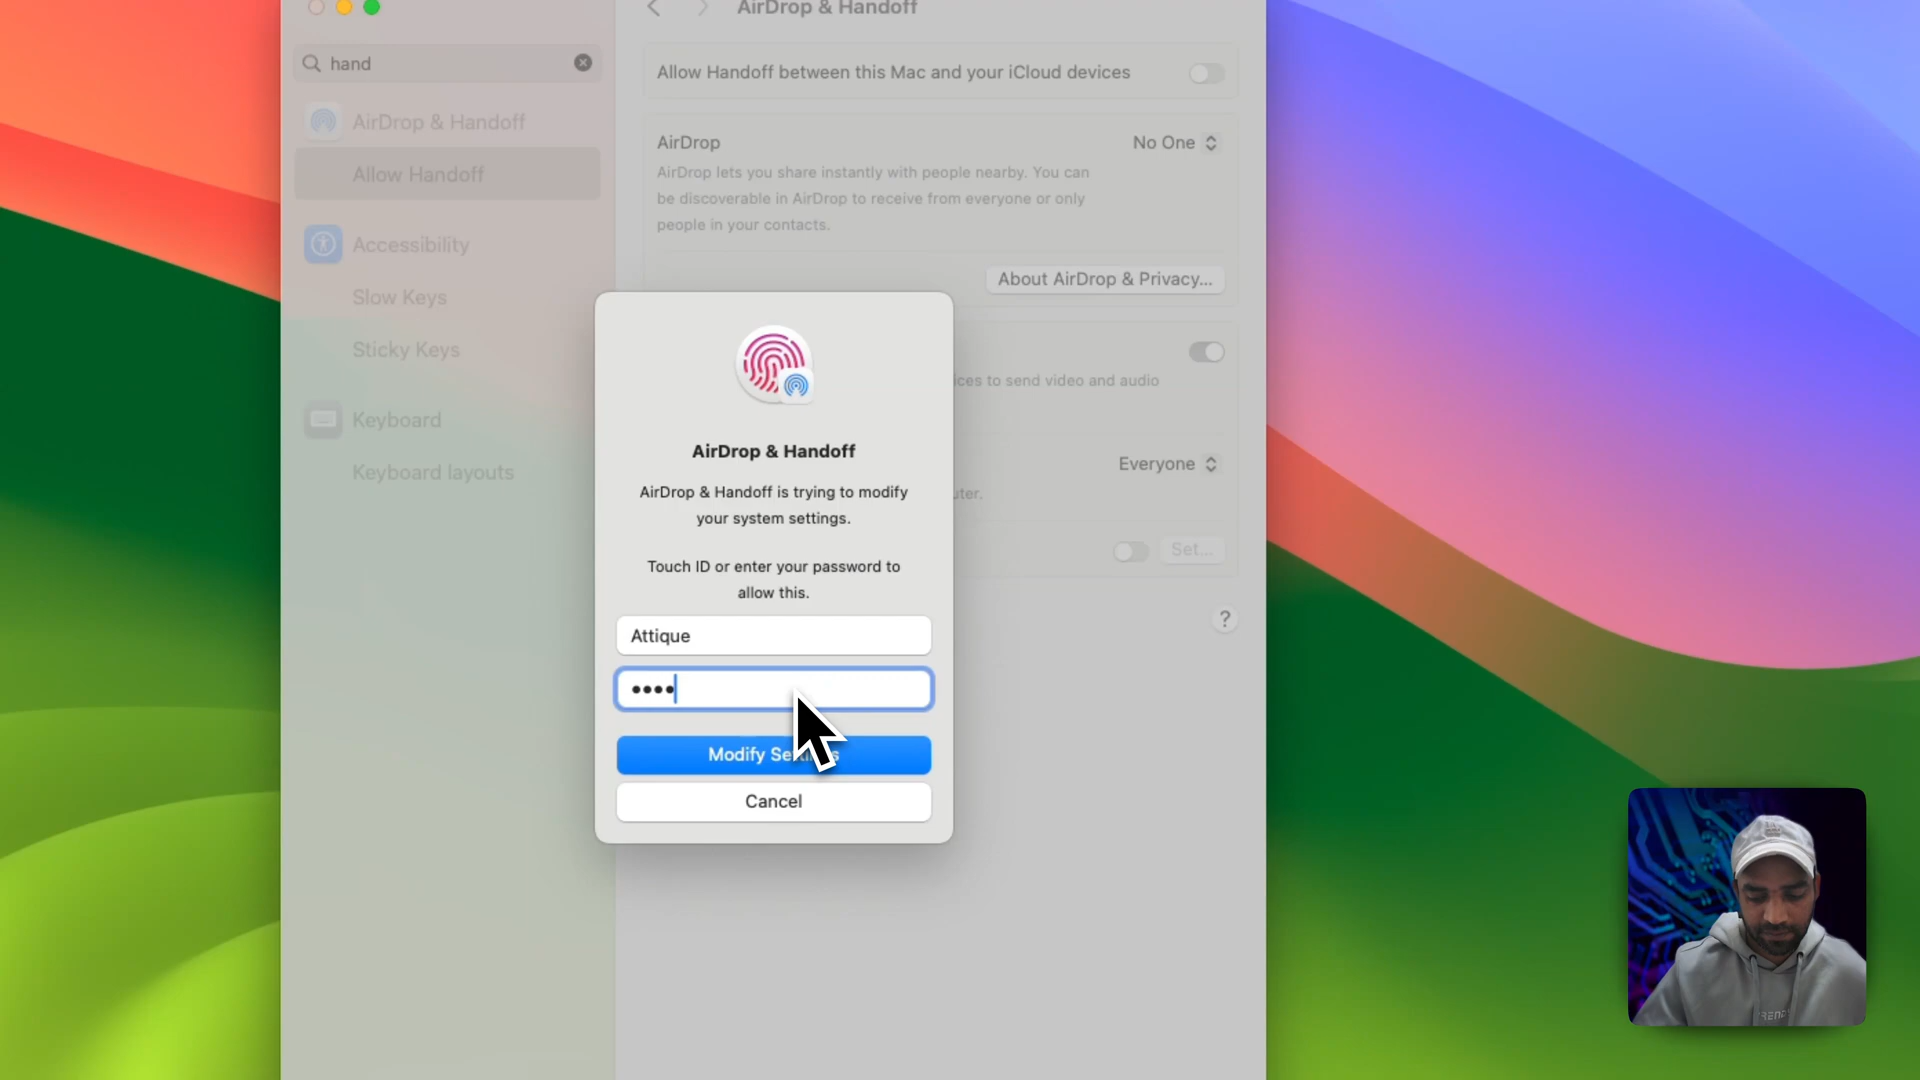 AirDrop & Handoff
hand
Allow Handoff between this Mac and your iCloud devices
AirDrop & Handoff
Allow Handoff
Accessibility
Slow Keys
Sticky Keys
Keyboard
Keyboard layouts
AirDrop
No One
AirDrop lets you share instantly with people nearby. You can
be discoverable in AirDrop to receive from everyone or only
people in your contacts.
About AirDrop & Privacy...
to send video and audio
Everyone
Set...
?
AirDrop & Handoff
AirDrop & Handoff is trying to modify
your system settings.
Touch ID or enter your password to
allow this.
Attique
••••
Modify
Cancel